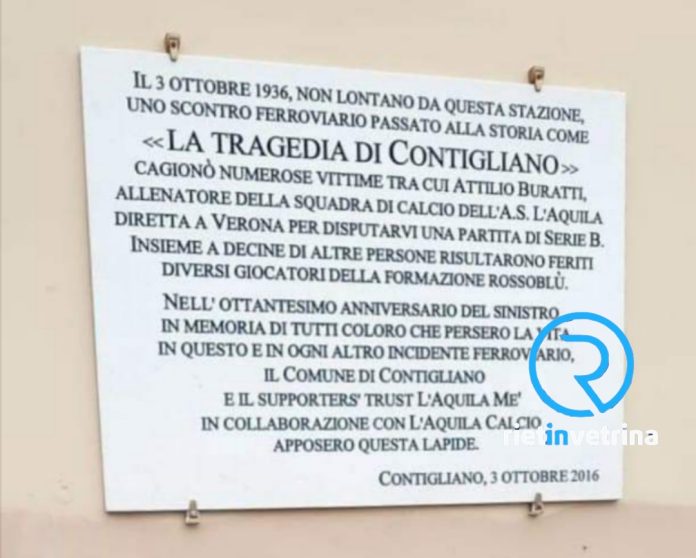 IL 3 OTTOBRE 1936, NON LONTANO DA QUESTA STAZIONE,
UNO SCONTRO FERROVIARIO PASSATO ALLA STORIA COME
<<LA TRAGEDIA DI CONTIGLIANO>>
CAGIONÒ NUMEROSE VITTIME TRA CUI ATTILIO BURATTI,
ALLENATORE DELLA SQUADRA DI CALCIO DELL'A.S. L'AQUILA
DIRETTA A VERONA PER DISPUTARVI UNA PARTITA DI SERIE B.
INSIEME A DECINE DI ALTRE PERSONE RISULTARONO FERITI
DIVERSI GIOCATORI DELLA FORMAZIONE ROSSOBLÙ.
NELL' OTTANTESIMO ANNIVERSARIO DEL SINISTRO
IN MEMORIA DI TUTTI COLORO CHE PERSERO LA VITA
IN QUESTO E IN OGNI ALTRO INCIDENTE FERROVIARIO,
IL COMUNE DI CONTIGLIANO
E IL SUPPORTERS' TRUST L'AQUILA ME'
IN COLLABORAZIONE CON L'AQUILA CALCIO
APPOSERO QUESTA LAPIDE.
CONTIGLIANO, 3 OTTOBRE 2016
R
rietinvetrina